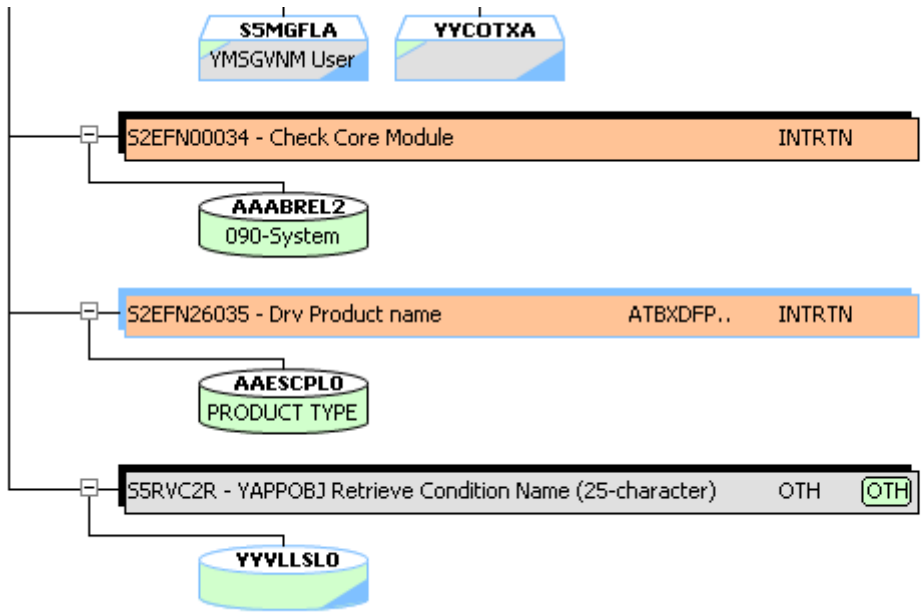 S5MGFLA YYCOTXA
YMSGVNM User
S2EFN00034 - Check Core Module INTRTN
AAABREL2
090-System
S2EFN26035 - Drv Product name ATBXDFP.. INTRTN
AAESCPL0
PRODUCT TYPE
S5RVC2R - YAPPOBJ Retrieve Condition Name (25-character) OTH OTH
YYVLLSL0